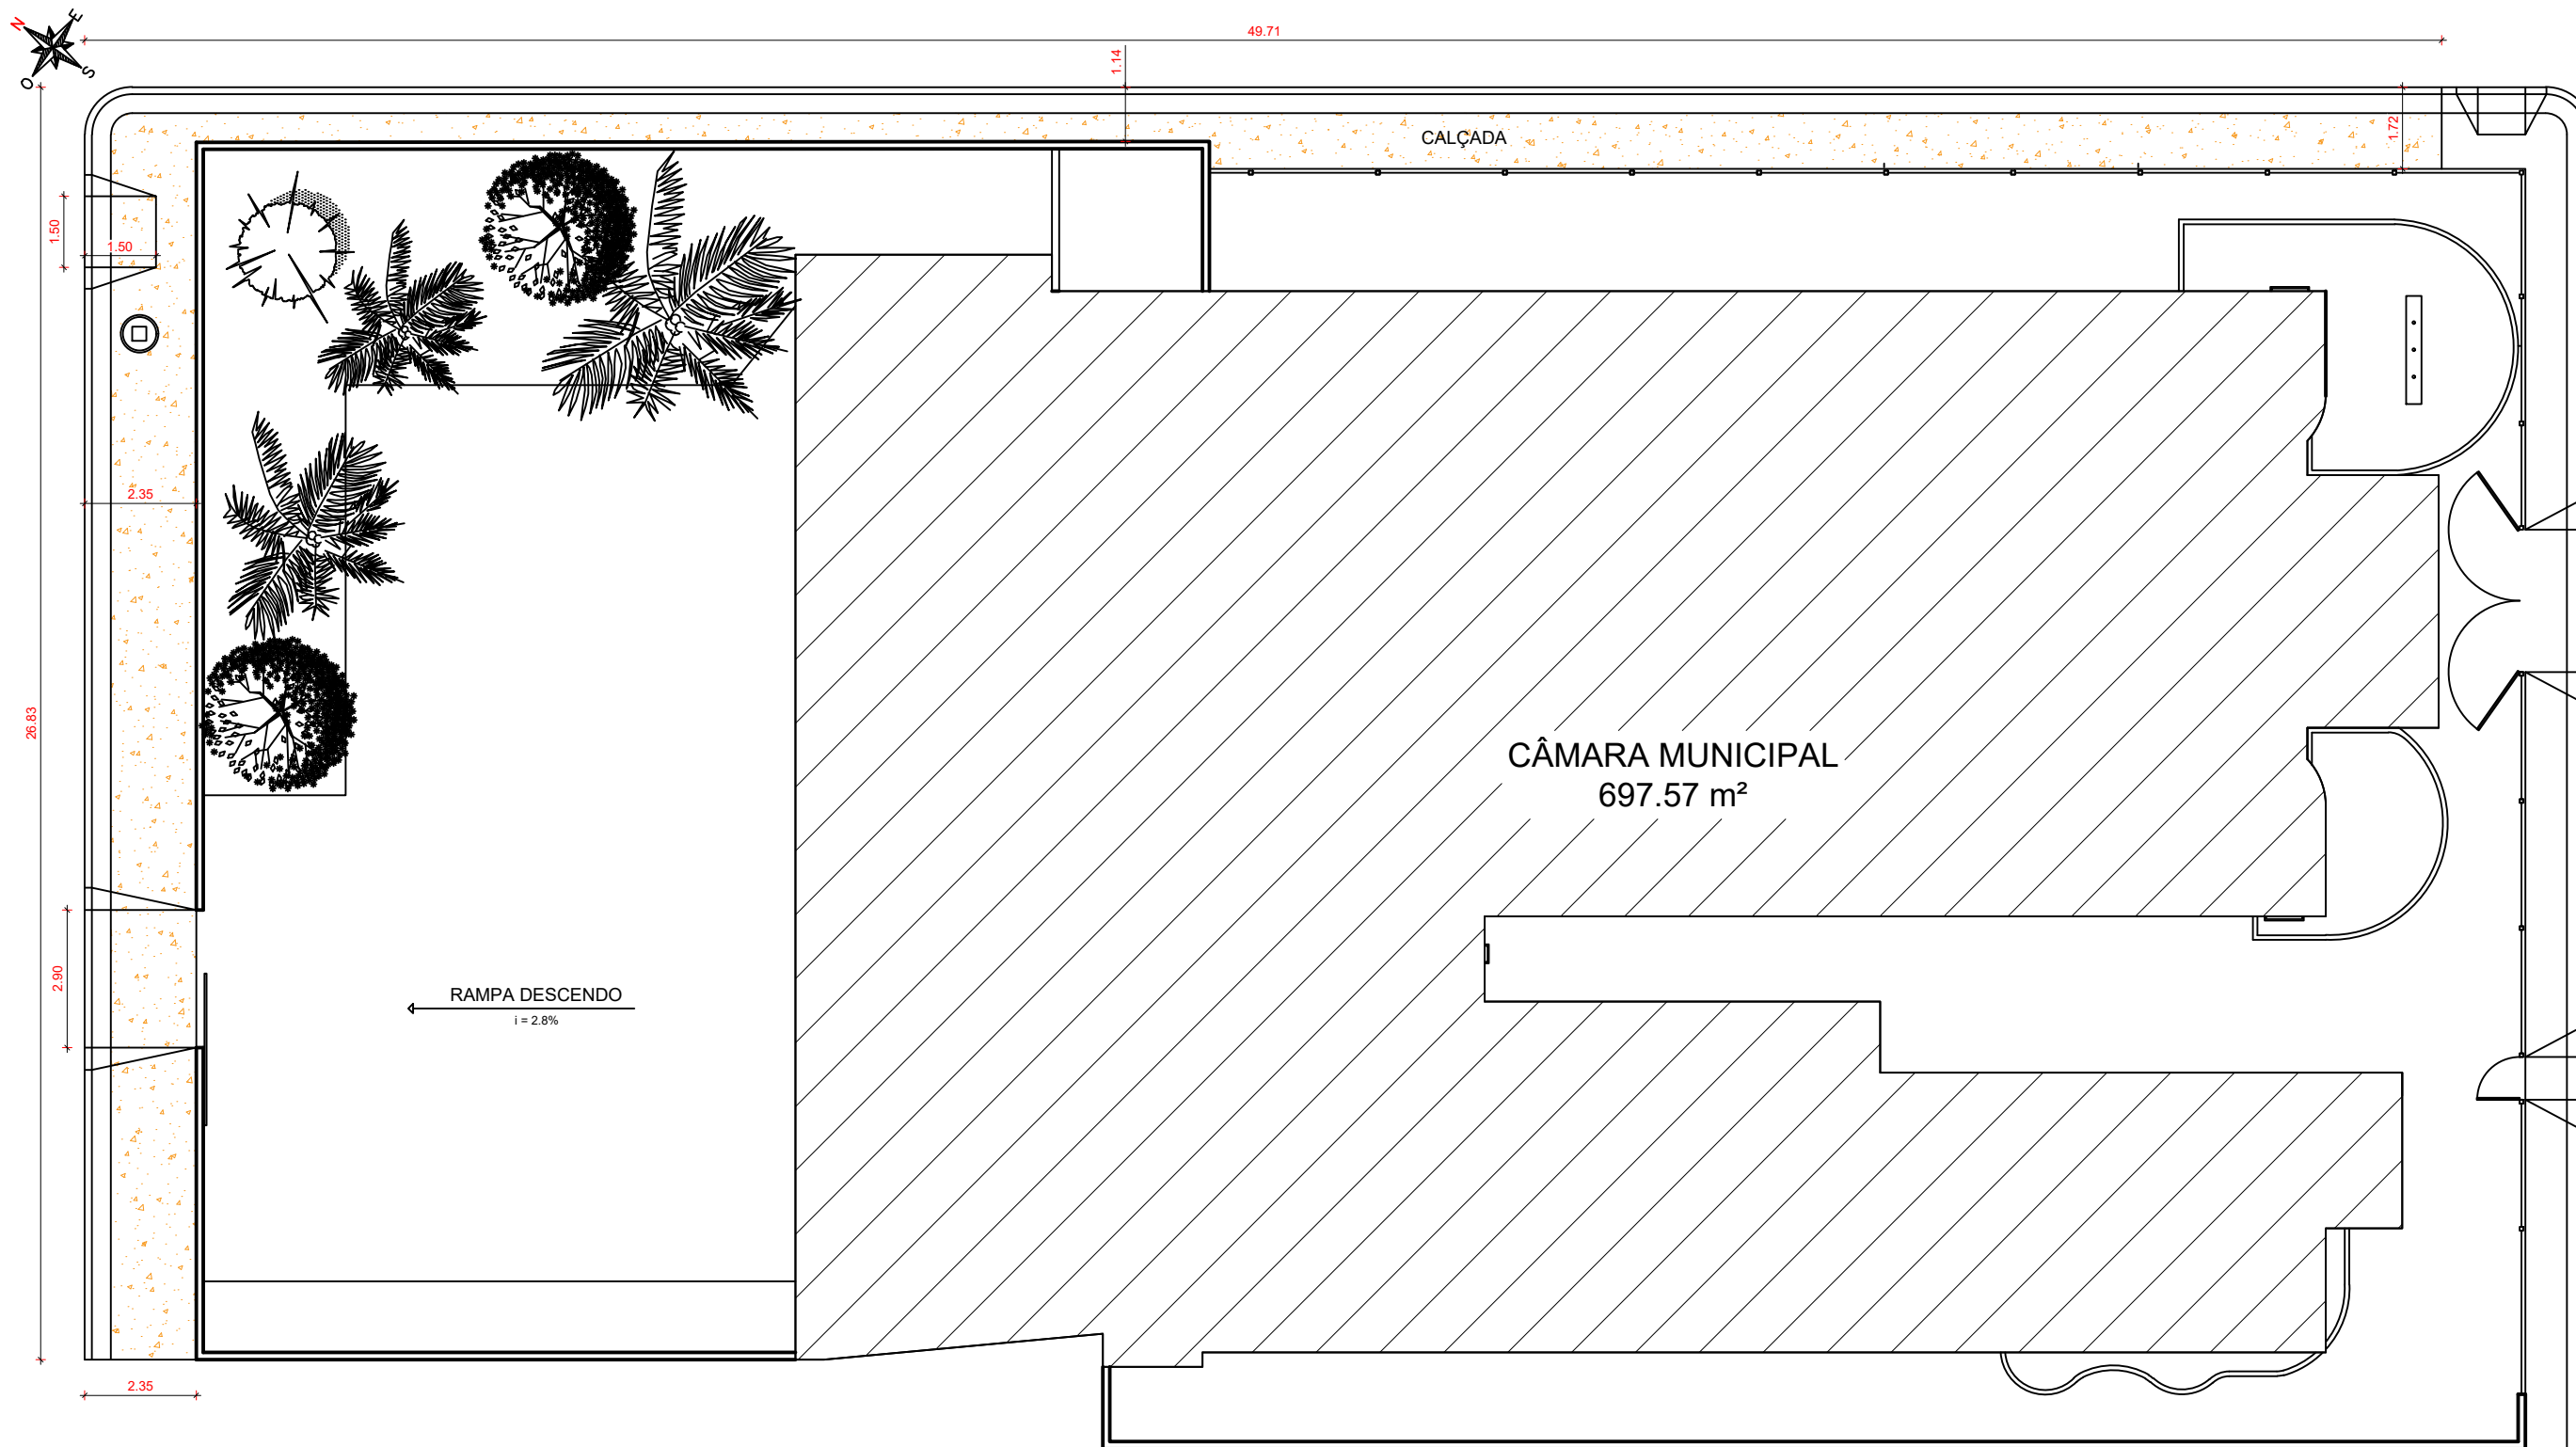 N
E
S
O
49.71
1.14
1.72
CALÇADA
1.50
1.50
2.35
26.83
CÂMARA MUNICIPAL
697.57 m²
2.90
RAMPA DESCENDO
i = 2.8%
2.35